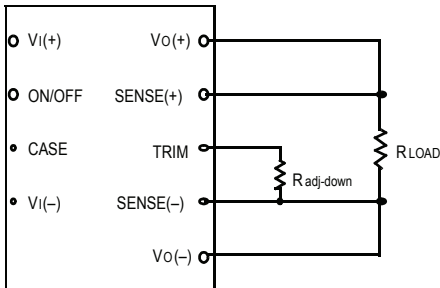 VI(+) VO(+)
ON/OFF SENSE(+)
CASE TRIM RLOAD
Radj-down
VI(–) SENSE(–)
VO(–)